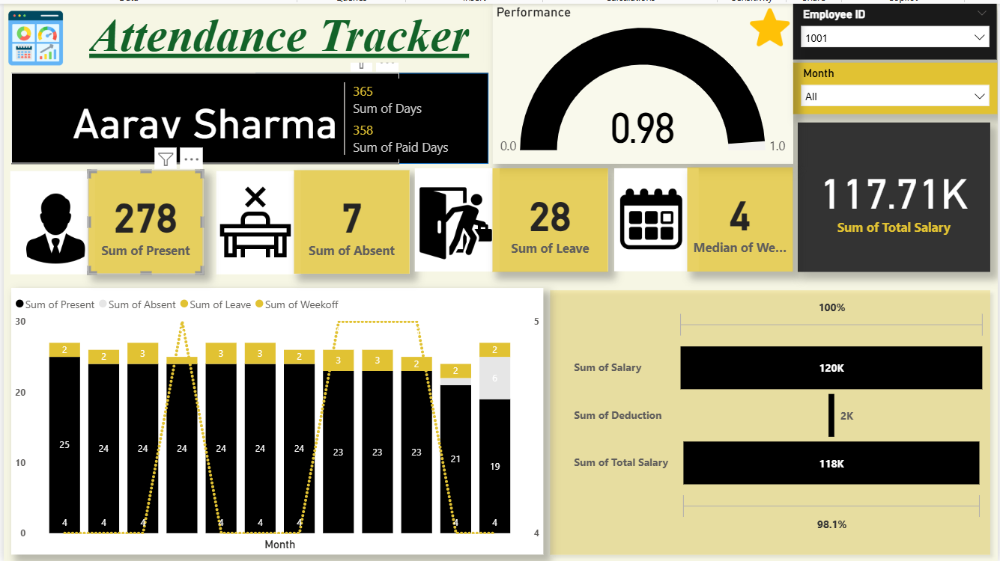 Attendance Tracker
Performance
0.98
0.0
1.0
Employee ID
1001
Month
All
Aarav Sharma
365
Sum of Days
358
Sum of Paid Days
117.71K
Sum of Total Salary
278
Sum of Present
7
Sum of Absent
28
Sum of Leave
4
Median of We...
Sum of Present Sum of Absent Sum of Leave Sum of Weekoff
30
20
10
0
5
4
2 2 3 3 3 2 3 3 2 2 2
6
25 24 24 24 24 24 24 23 23 23 21 19
4 4 4 4 4 4 4 4
Month
100%
Sum of Salary
120K
Sum of Deduction
2K
Sum of Total Salary
118K
98.1%